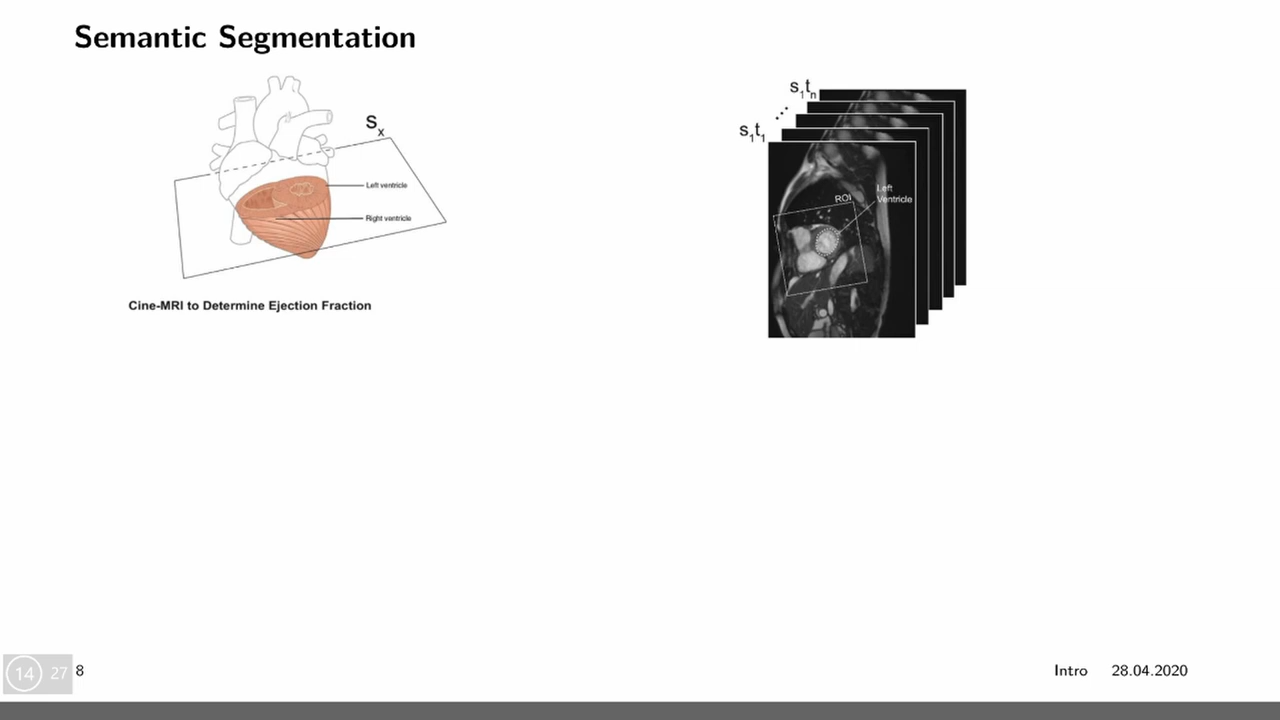 Semantic Segmentation
Sx
Left ventricle
Right ventricle
Cine-MRI to Determine Ejection Fraction
s1tn
s1t1
ROI
Left
Ventricle
14 27 8
Intro 28.04.2020